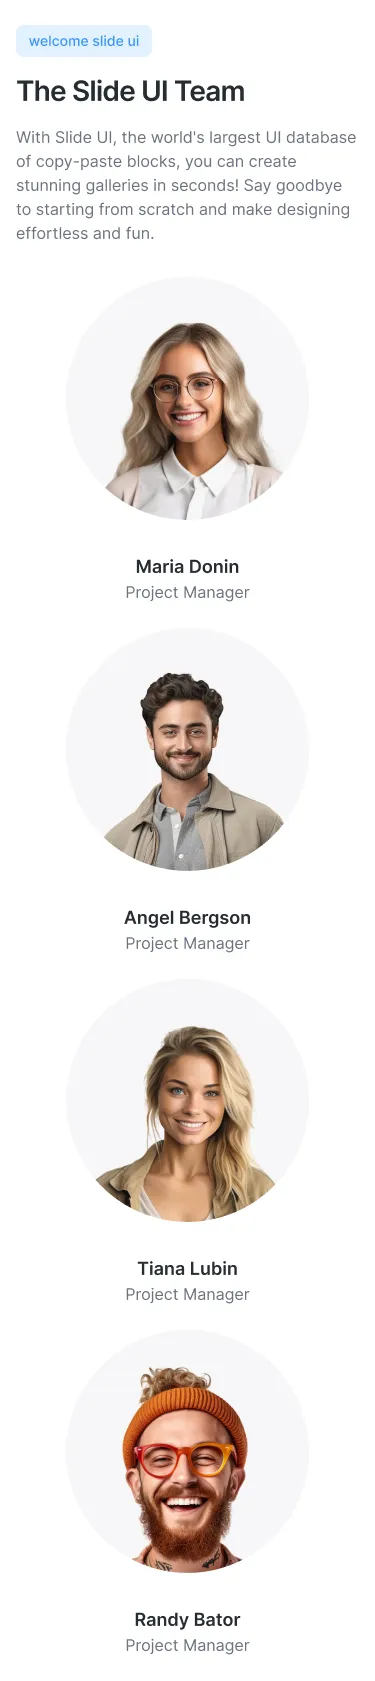 welcome slide ui
The Slide UI Team
With Slide UI, the world's largest UI database
of copy-paste blocks, you can create
stunning galleries in seconds! Say goodbye
to starting from scratch and make designing
effortless and fun.
Maria Donin
Project Manager
Angel Bergson
Project Manager
Tiana Lubin
Project Manager
Randy Bator
Project Manager